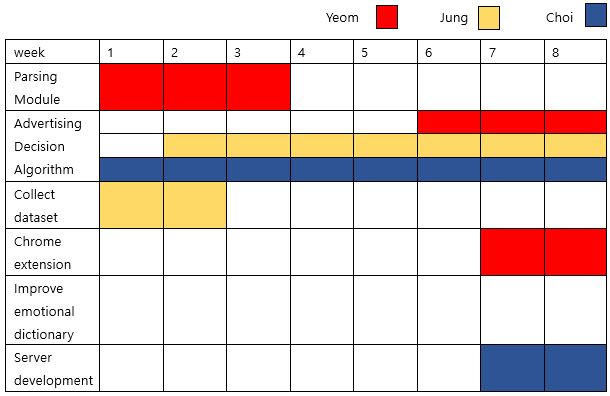 Yeom Jung Choi
week 1 2 3 4 5 6 7 8
Parsing
Module
Advertising
Decision
Algorithm
Collect
dataset
Chrome
extension
Improve
emotional
dictionary
Server
development